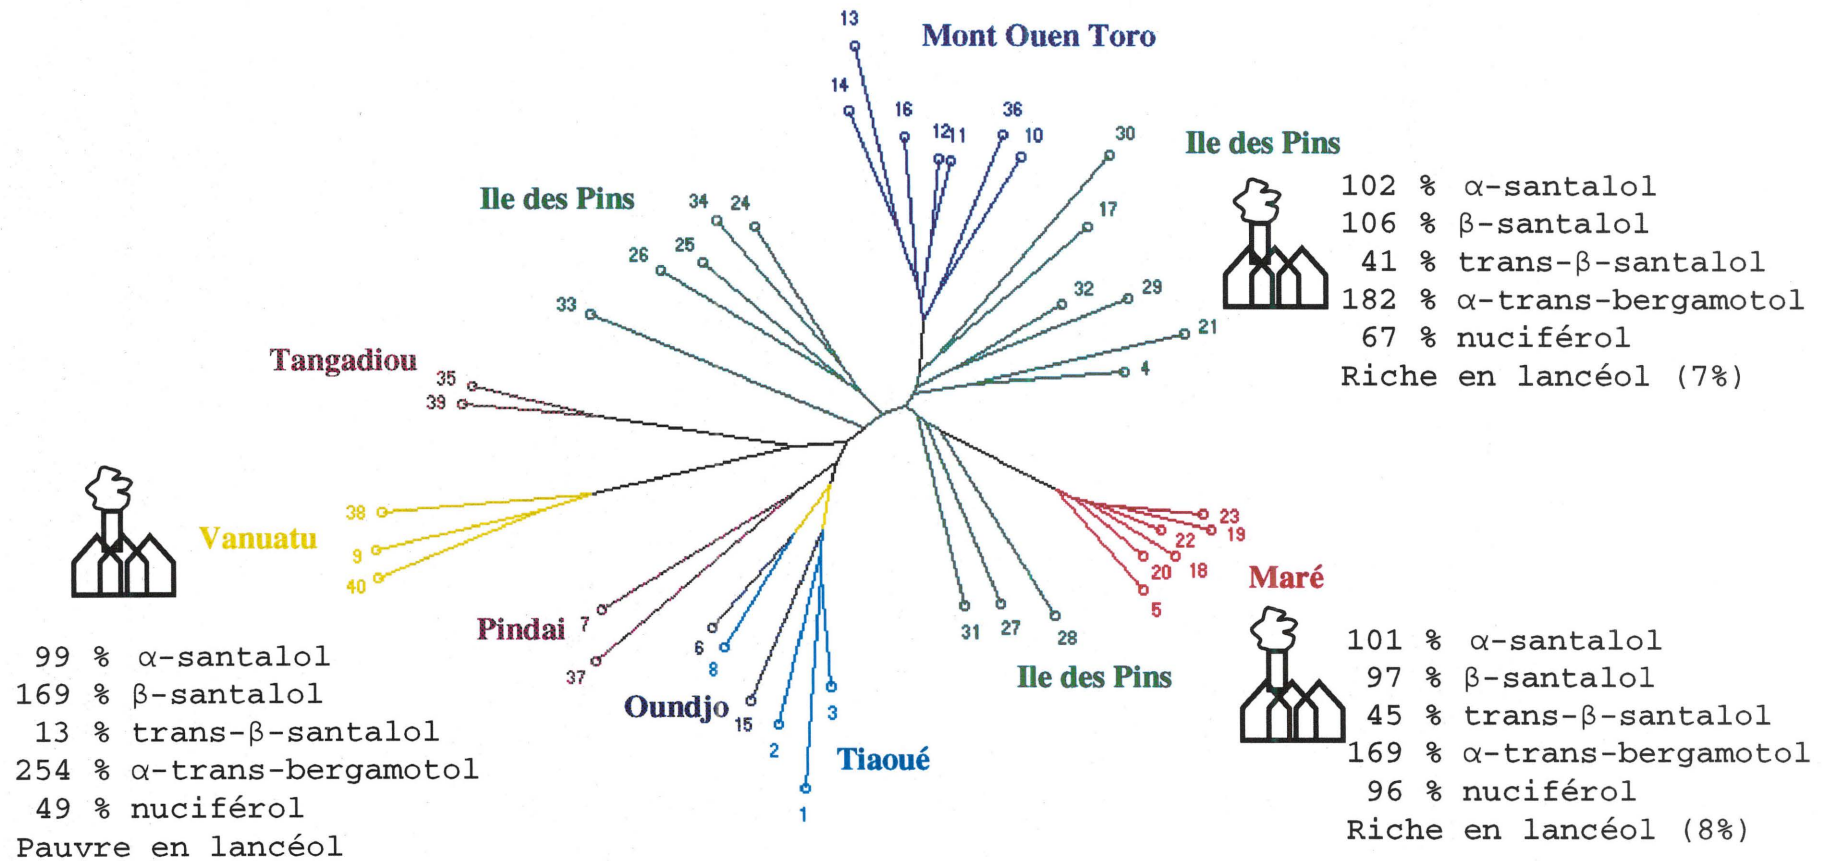 13
Mont Ouen Toro
14
16
12
11
36
10
30
Ile des Pins
102 % α-santalol
106 % β-santalol
41 % trans-β-santalol
182 % α-trans-bergamotol
67 % nuciférol
Riche en lancéol (7%)
17
32
29
21
4
Ile des Pins
34
24
25
26
33
Tangadiou
35
39
Vanuatu
38
9
40
99 % α-santalol
169 % β-santalol
13 % trans-β-santalol
254 % α-trans-bergamotol
49 % nuciférol
Pauvre en lancéol
Pindai
7
37
6
8
Oundjo
15
2
3
1
Tiaoué
31
27
28
Ile des Pins
23
19
22
20
18
5
Maré
101 % α-santalol
97 % β-santalol
45 % trans-β-santalol
169 % α-trans-bergamotol
96 % nuciférol
Riche en lancéol (8%)